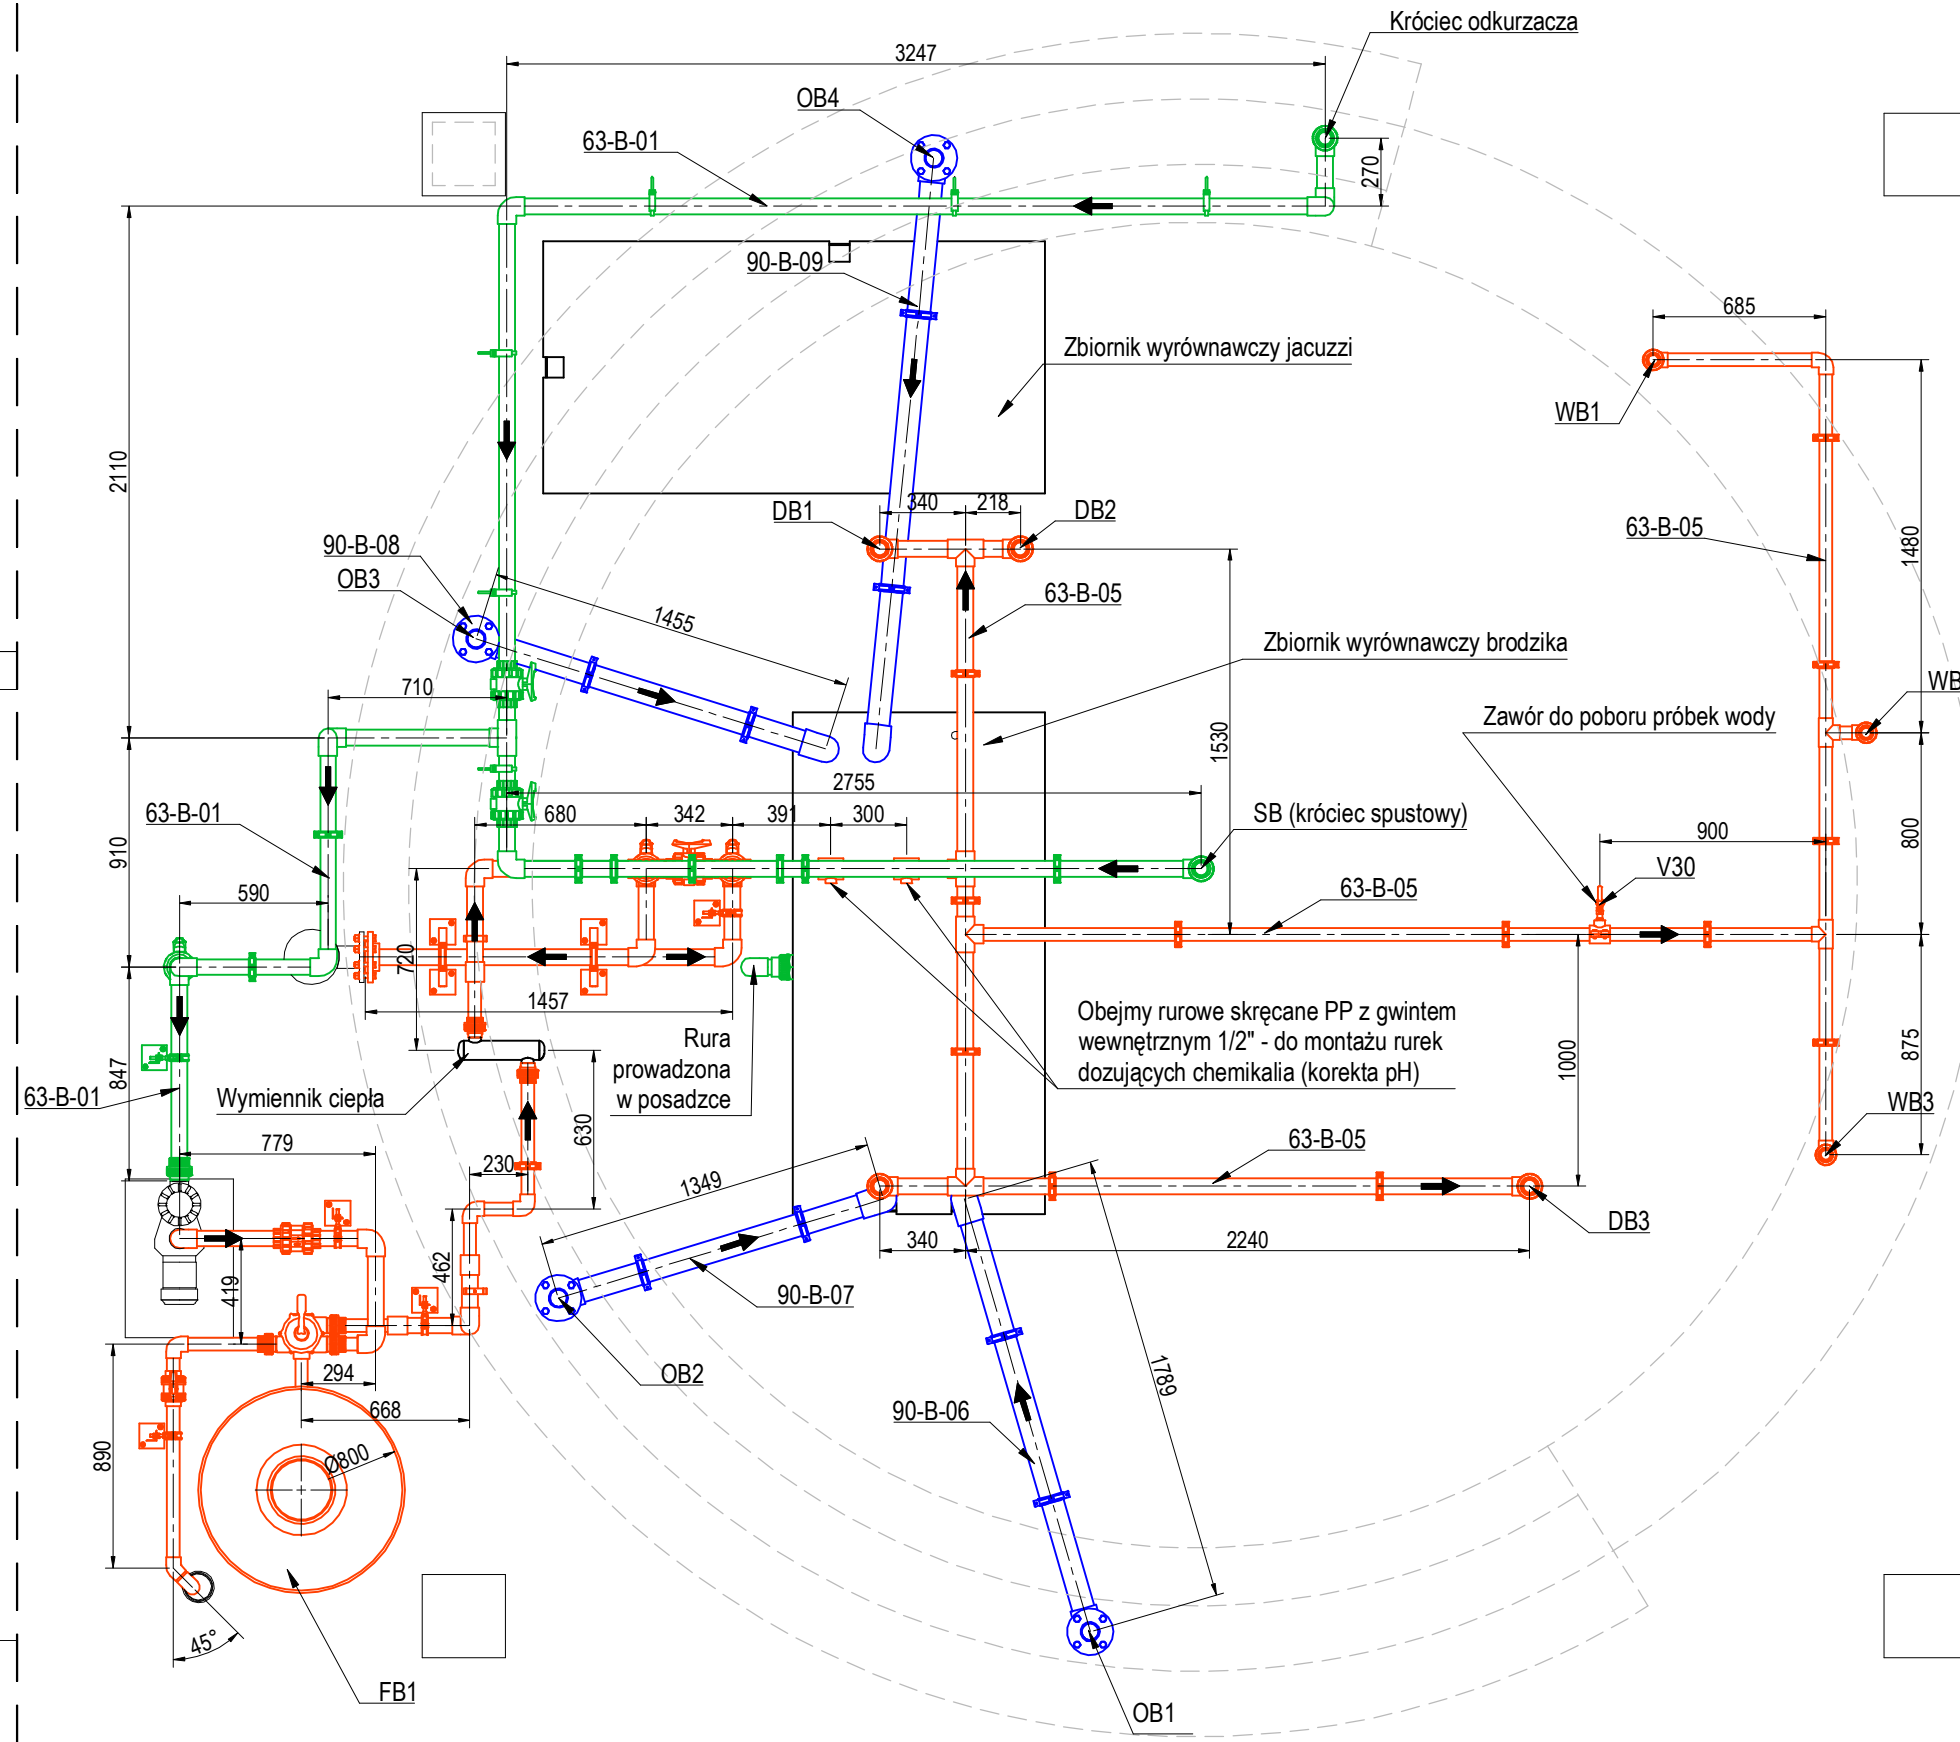 Króciec odkurzacza
3247
OB4
63-B-01
270
90-B-09
685
Zbiornik wyrównawczy jacuzzi
WB1
2110
340
218
DB1
DB2
63-B-05
1480
90-B-08
OB3
63-B-05
1455
Zbiornik wyrównawczy brodzika
WB
710
Zawór do poboru próbek wody
1530
2755
63-B-01
680
342
391
300
SB (króciec spustowy)
900
800
910
V30
590
63-B-05
720
1457
Obejmy rurowe skręcane PP z gwintem
wewnętrznym 1/2" - do montażu rurek
dozujących chemikalia (korekta pH)
Rura
prowadzona
w posadzce
1000
875
847
63-B-01
Wymiennik ciepła
WB3
779
630
63-B-05
230
1349
DB3
340
2240
462
419
90-B-07
294
OB2
1789
668
90-B-06
890
Ø800
45°
FB1
OB1